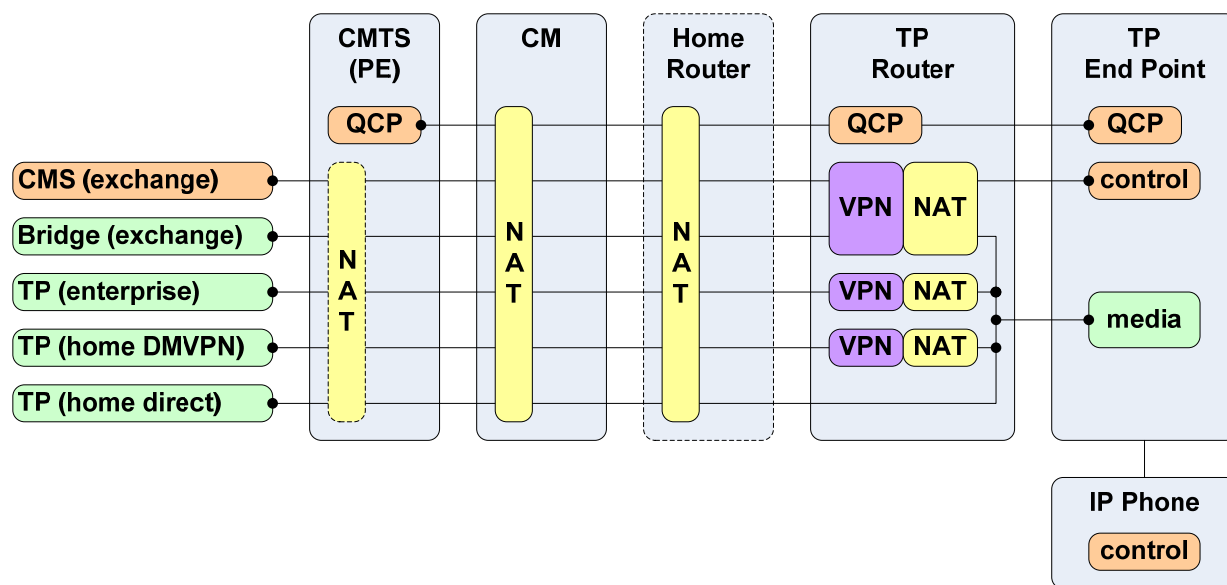 CMTS
(PE)
CM
Home
Router
TP
Router
TP
End Point
QCP
QCP
QCP
CMS (exchange)
Bridge (exchange)
TP (enterprise)
TP (home DMVPN)
TP (home direct)
N
A
T
N
A
T
N
A
T
VPN
NAT
VPN
NAT
VPN
NAT
control
media
IP Phone
control